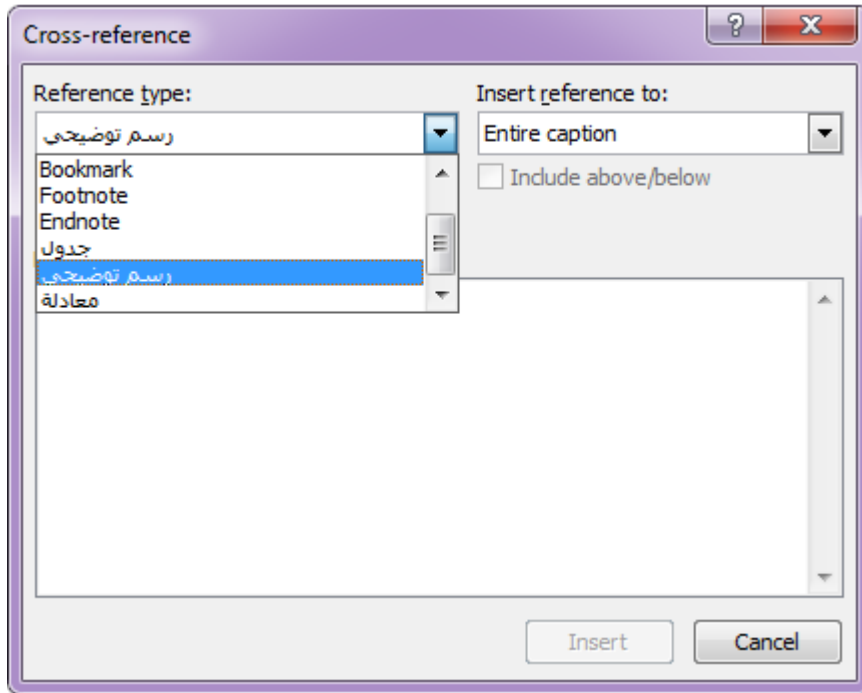 Cross-reference
Reference type:
Insert reference to:
رسم توضيحي
Entire caption
Include above/below
Bookmark
Footnote
Endnote
جدول
رسم توضيحي
معادلة
Insert
Cancel